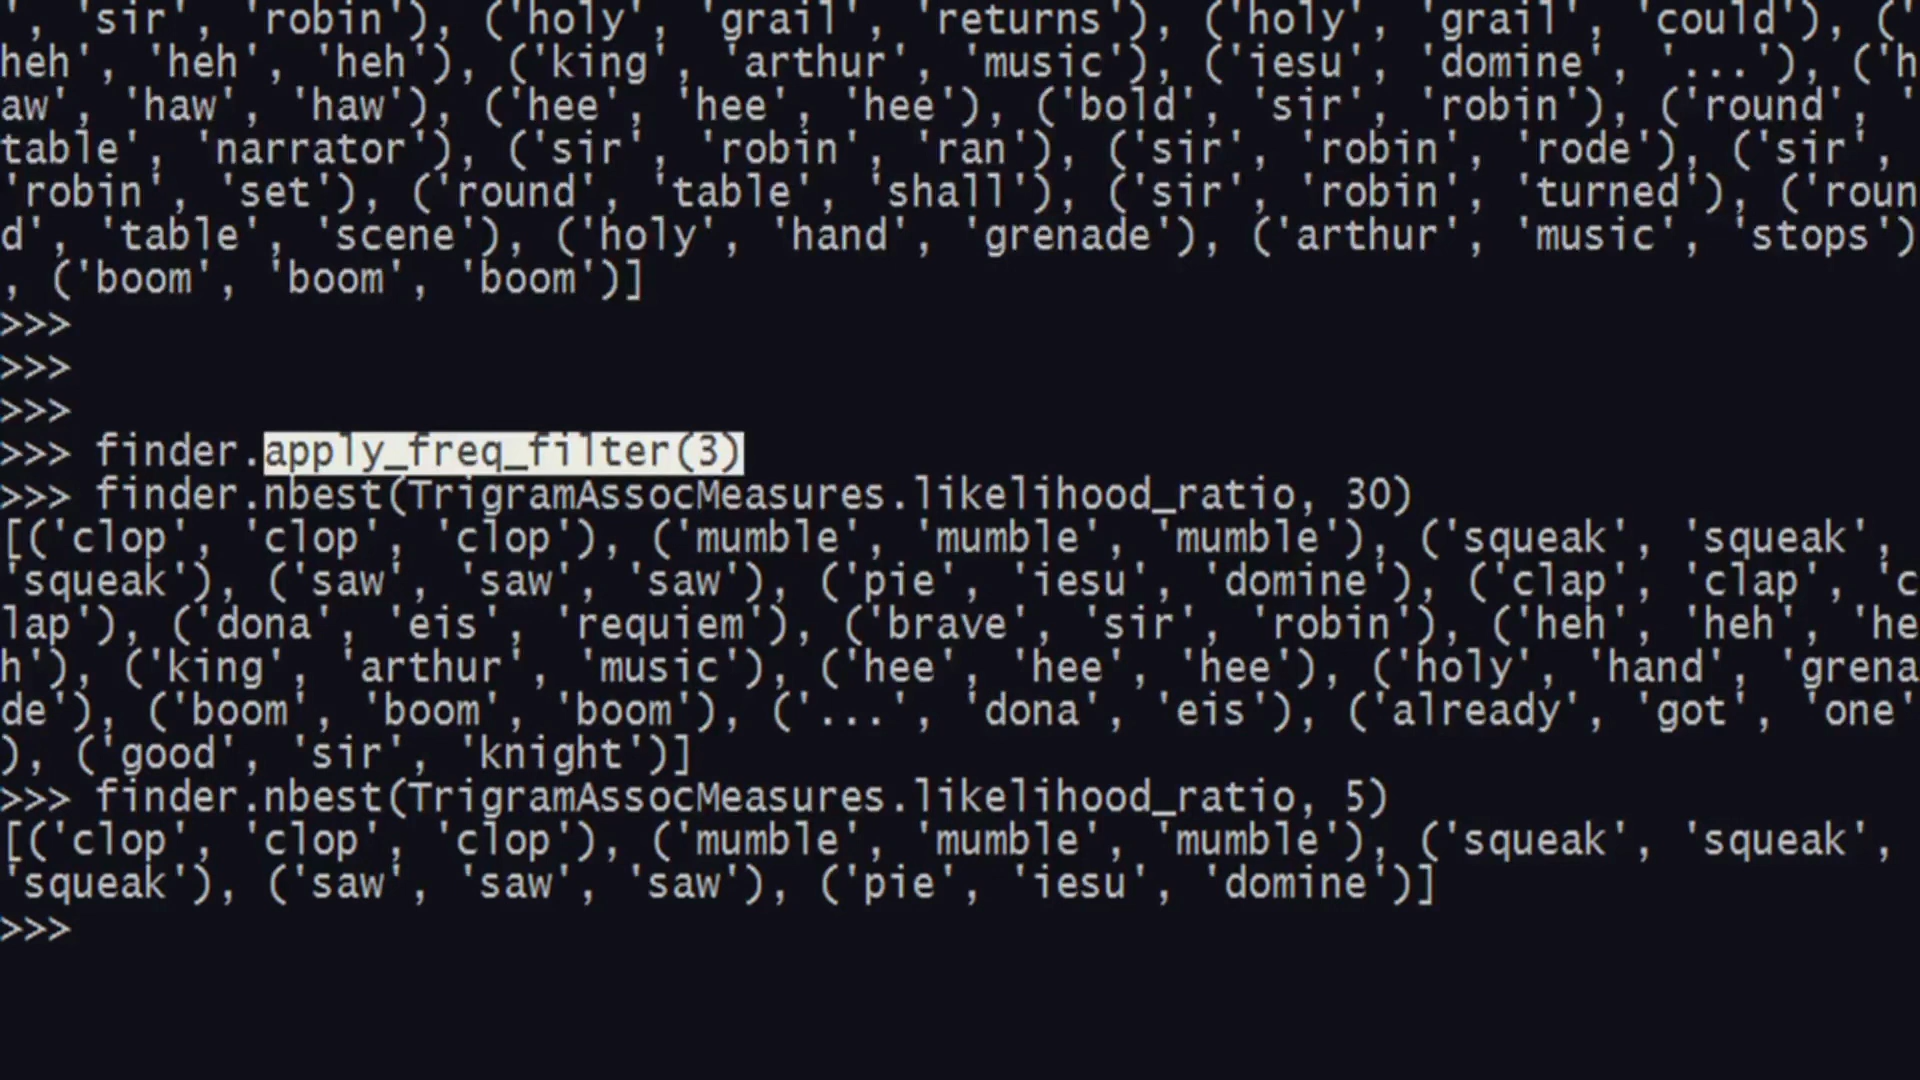 ', 'sir', 'robin'), ('holy', 'grail', 'returns'), ('holy', 'grail', 'could'), ('
heh', 'heh', 'heh'), ('king', 'arthur', 'music'), ('iesu', 'domine', '...'), ('h
aw', 'haw', 'haw'), ('hee', 'hee', 'hee'), ('bold', 'sir', 'robin'), ('round', '
table', 'narrator'), ('sir', 'robin', 'ran'), ('sir', 'robin', 'rode'), ('sir',
'robin', 'set'), ('round', 'table', 'shall'), ('sir', 'robin', 'turned'), ('roun
d', 'table', 'scene'), ('holy', 'hand', 'grenade'), ('arthur', 'music', 'stops')
, ('boom', 'boom', 'boom')]
>>>
>>>
>>>
>>> finder.apply_freq_filter(3)
>>> finder.nbest(TrigramAssocMeasures.likelihood_ratio, 30)
[('clop', 'clop', 'clop'), ('mumble', 'mumble', 'mumble'), ('squeak', 'squeak',
'squeak'), ('saw', 'saw', 'saw'), ('pie', 'iesu', 'domine'), ('clap', 'clap', 'c
lap'), ('dona', 'eis', 'requiem'), ('brave', 'sir', 'robin'), ('heh', 'heh', 'he
h'), ('king', 'arthur', 'music'), ('hee', 'hee', 'hee'), ('holy', 'hand', 'grena
de'), ('boom', 'boom', 'boom'), ('...', 'dona', 'eis'), ('already', 'got', 'one'
), ('good', 'sir', 'knight')]
>>> finder.nbest(TrigramAssocMeasures.likelihood_ratio, 5)
[('clop', 'clop', 'clop'), ('mumble', 'mumble', 'mumble'), ('squeak', 'squeak',
'squeak'), ('saw', 'saw', 'saw'), ('pie', 'iesu', 'domine')]
>>>